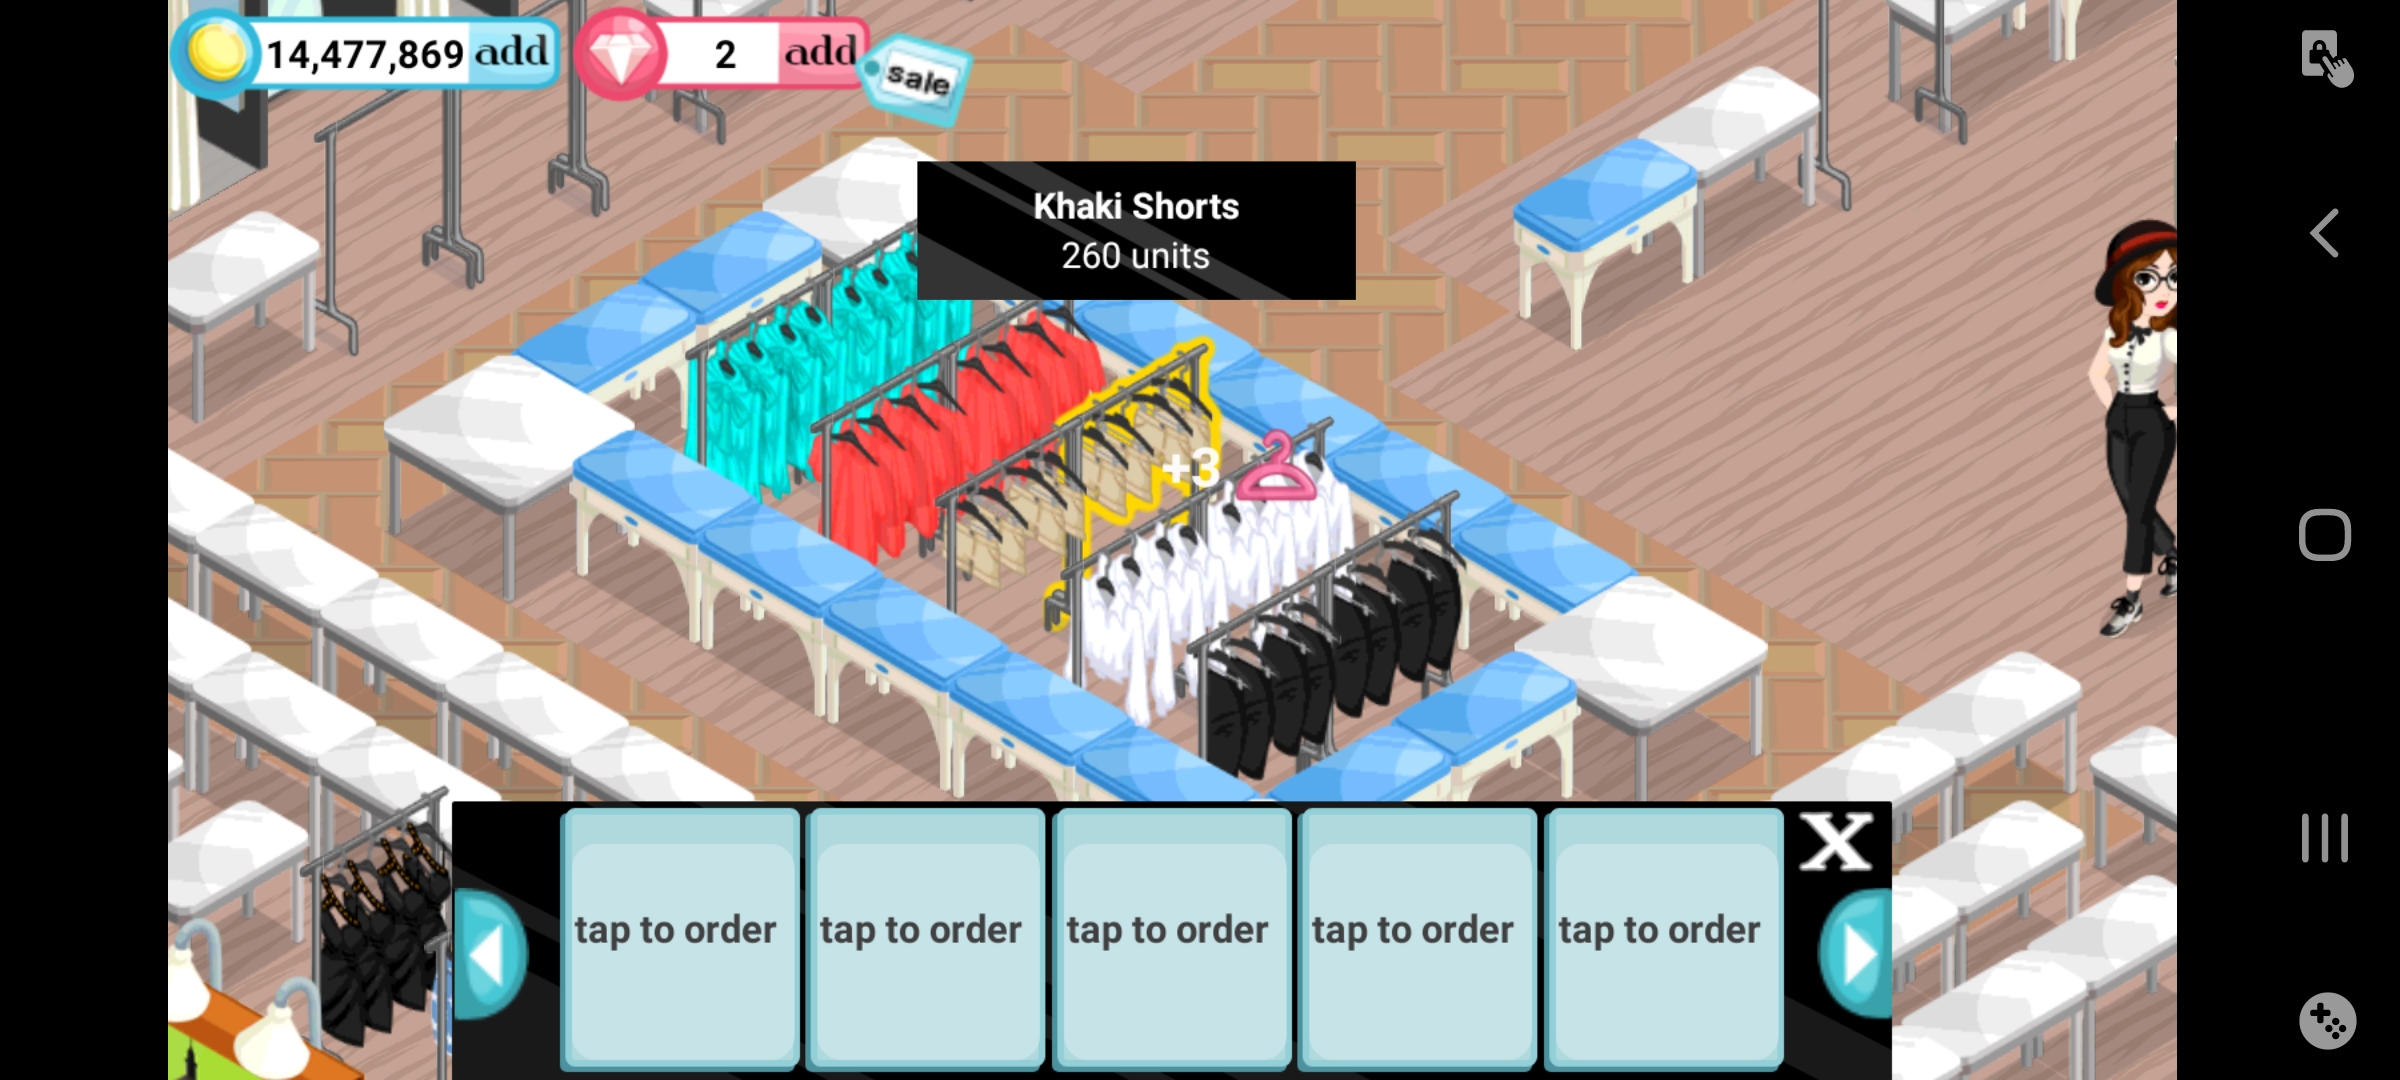 14,477,869 add
2 add
sale
Khaki Shorts
260 units
+3
X
tap to order
tap to order
tap to order
tap to order
tap to order